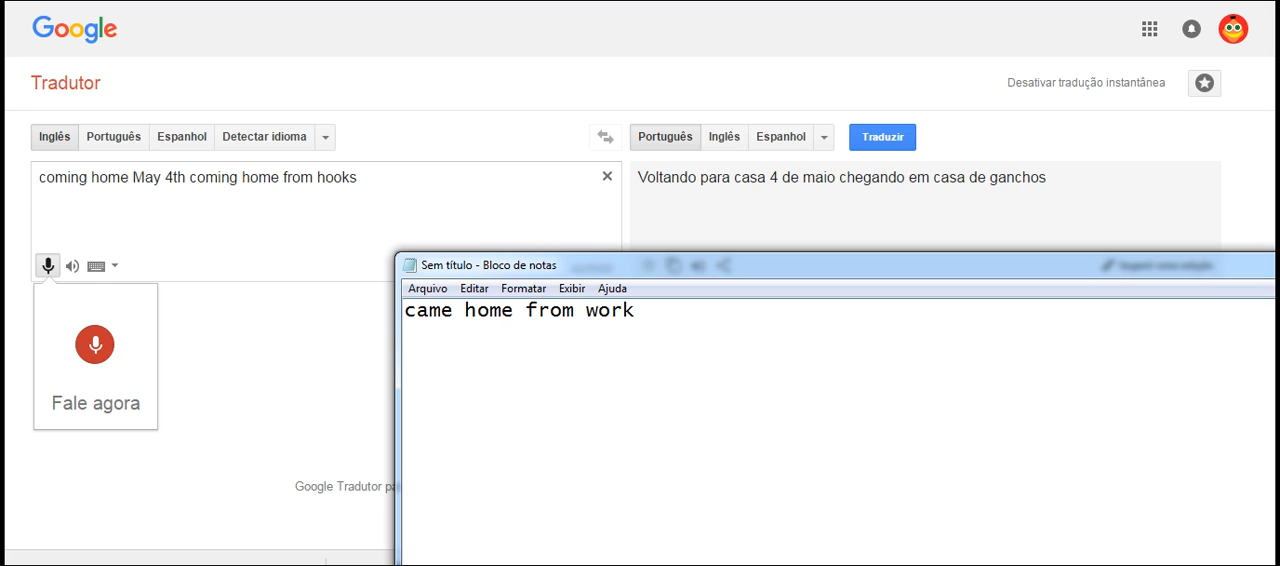 Google
Tradutor
Desativar tradução instantânea
Inglês Português Espanhol Detectar idioma
Português Inglês Espanhol Traduzir
coming home May 4th coming home from hooks
Voltando para casa 4 de maio chegando em casa de ganchos
Sem título - Bloco de notas
Arquivo Editar Formatar Exibir Ajuda
came home from work
Fale agora
Google Tradutor pa